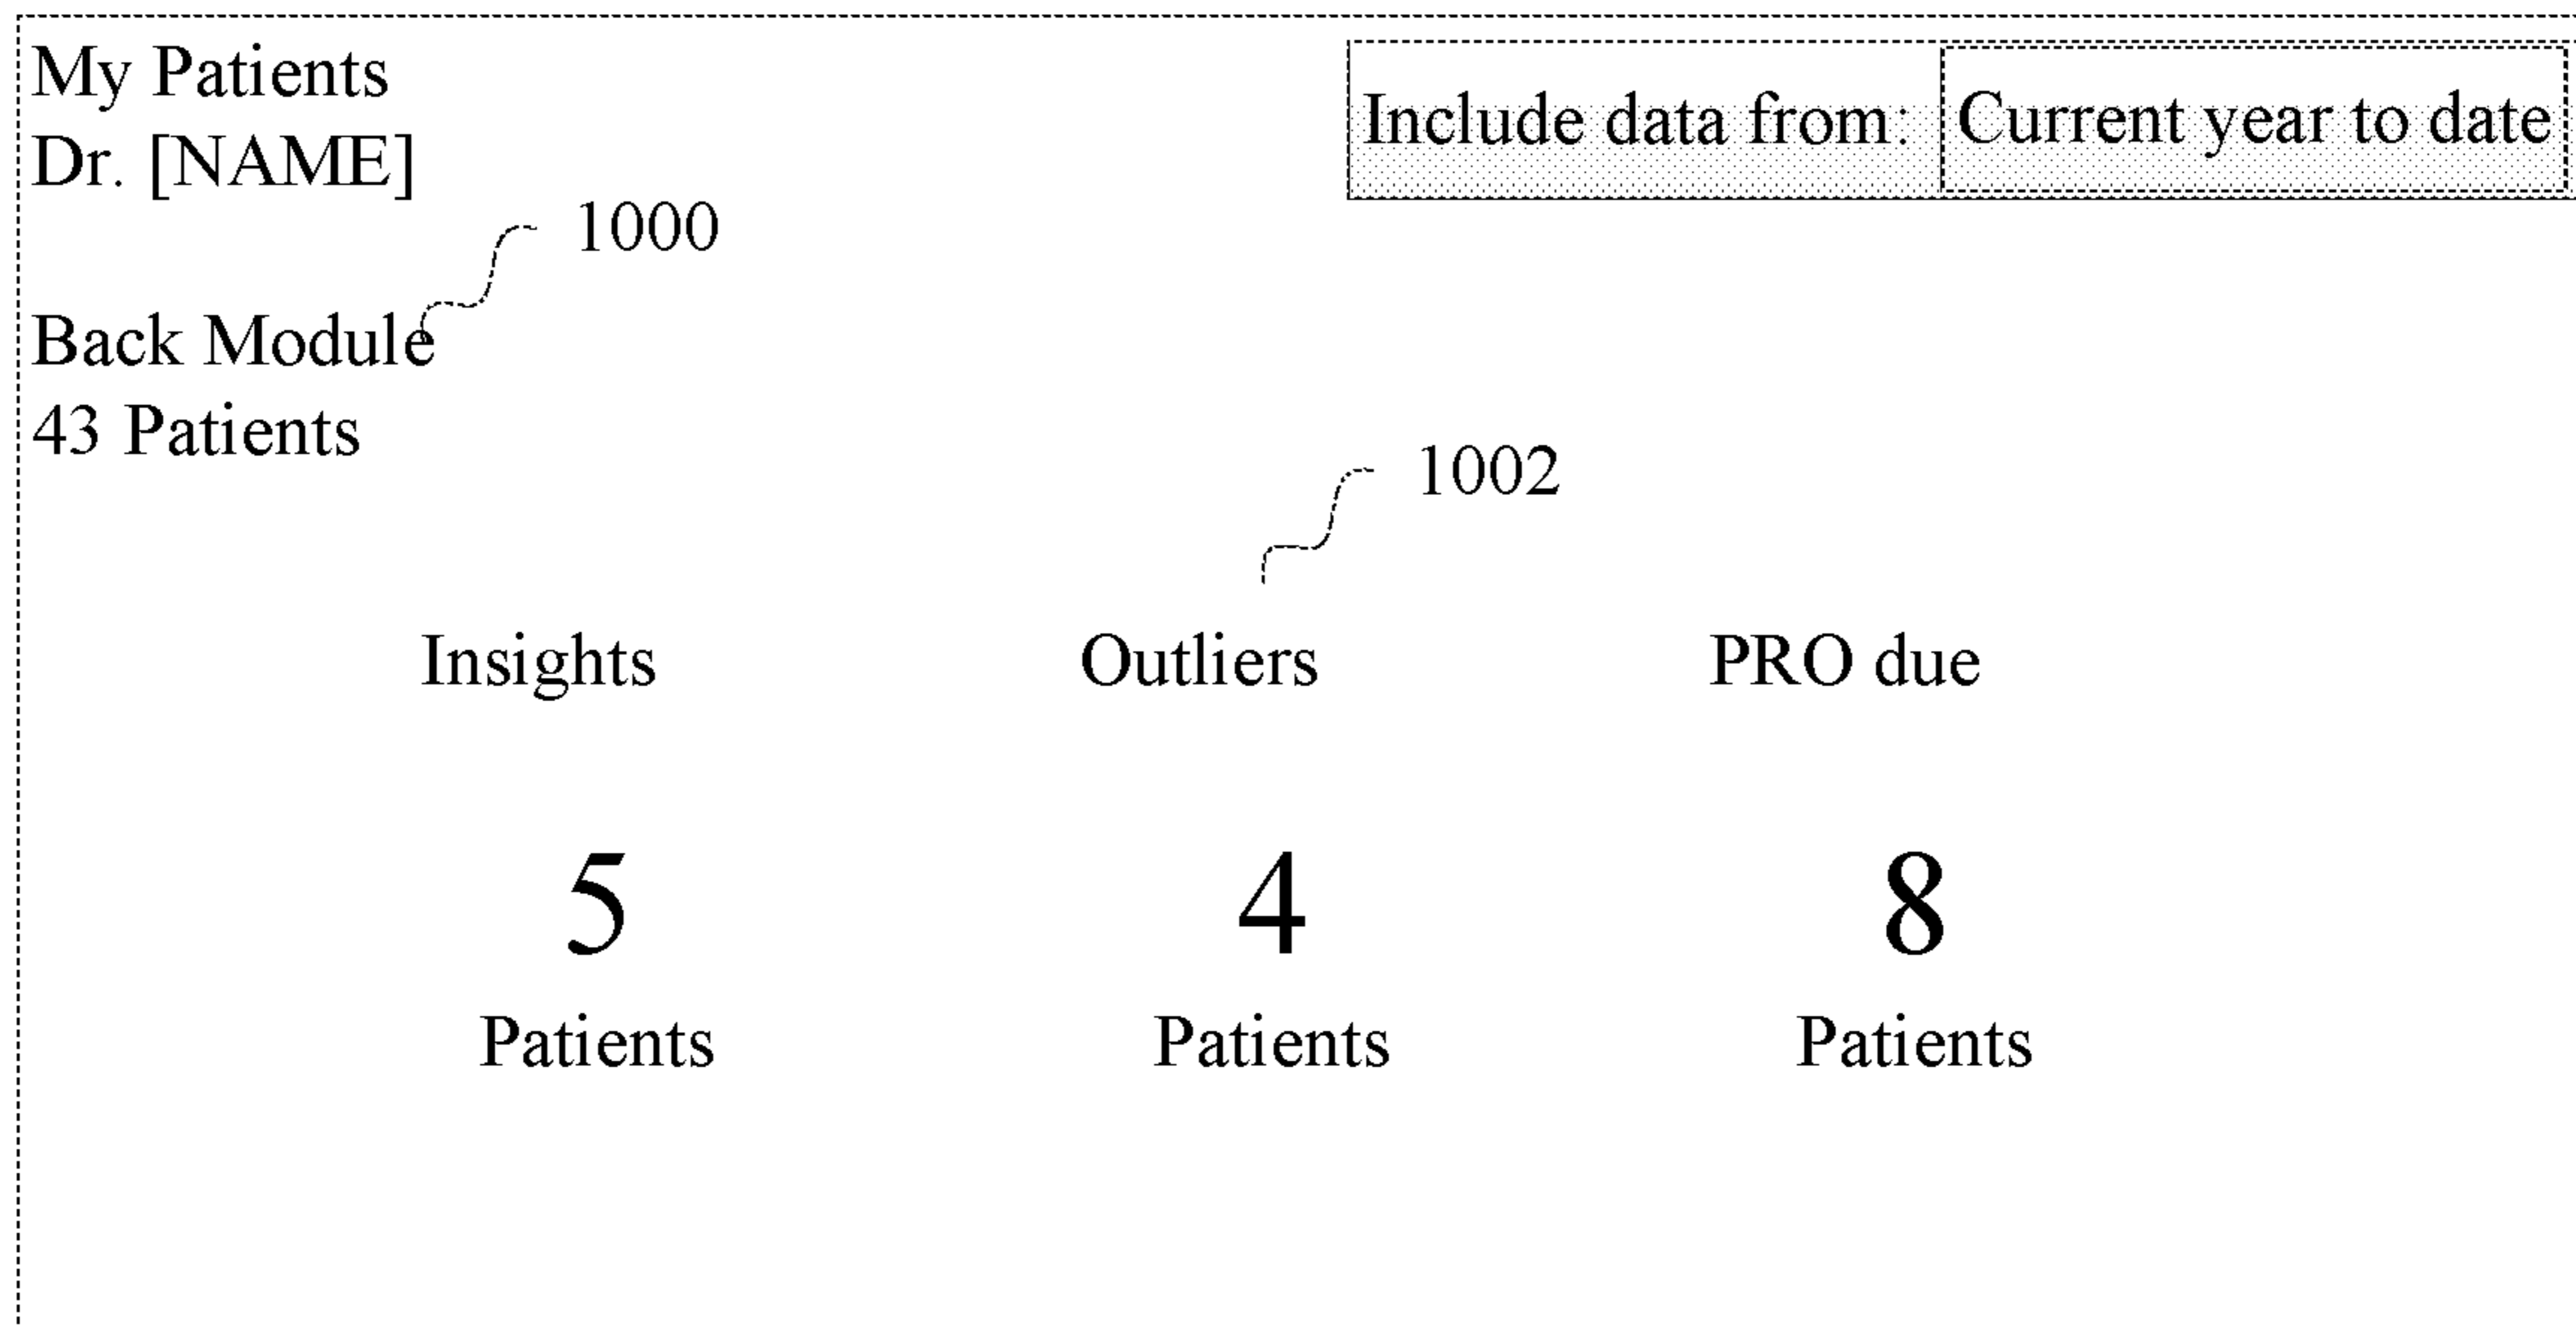 My Patients
Include data from: Current year to date
Dr. [NAME]
1000
Back Module
43 Patients
1002
Insights Outliers PRO due
5 4 8
Patients Patients Patients